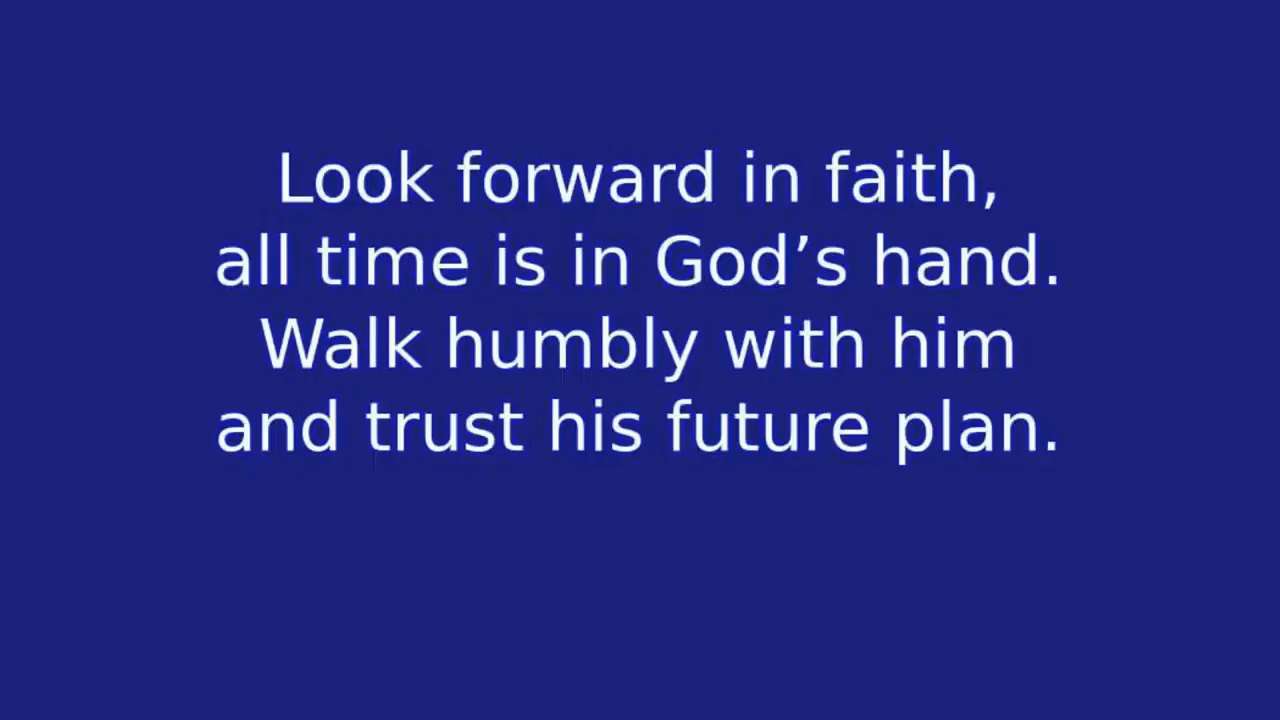 Look forward in faith,
all time is in God’s hand.
Walk humbly with him
and trust his future plan.